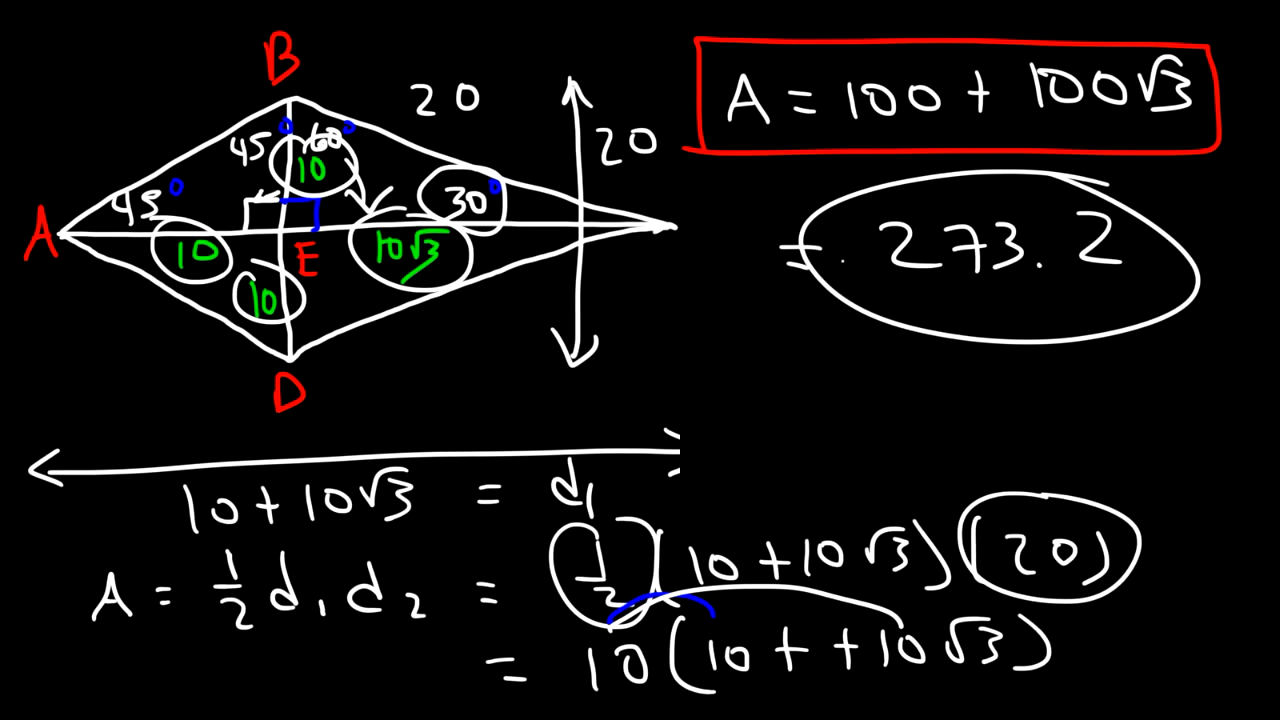 B
20
20
45° 60°
10
45°
30°
A
10
E
10√3
10
D
A = 100 + 100√3
= 273.2
10 + 10√3 = d₁
A = 1/2 d₁ d₂ = (1/2)(10 + 10√3)(20)
= 10(10 + + 10√3)